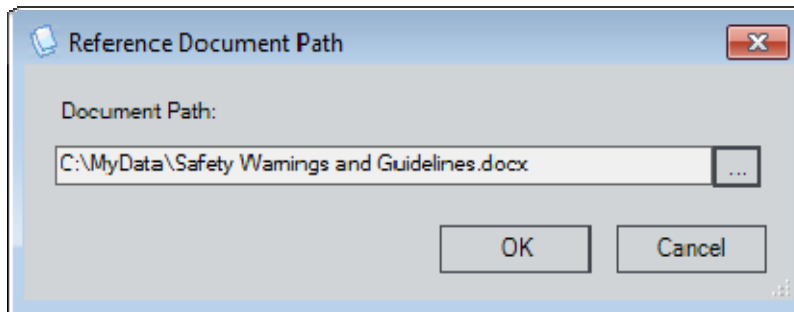 Reference Document Path
Document Path:
C:\MyData\Safety Warnings and Guidelines.docx
...
OK
Cancel